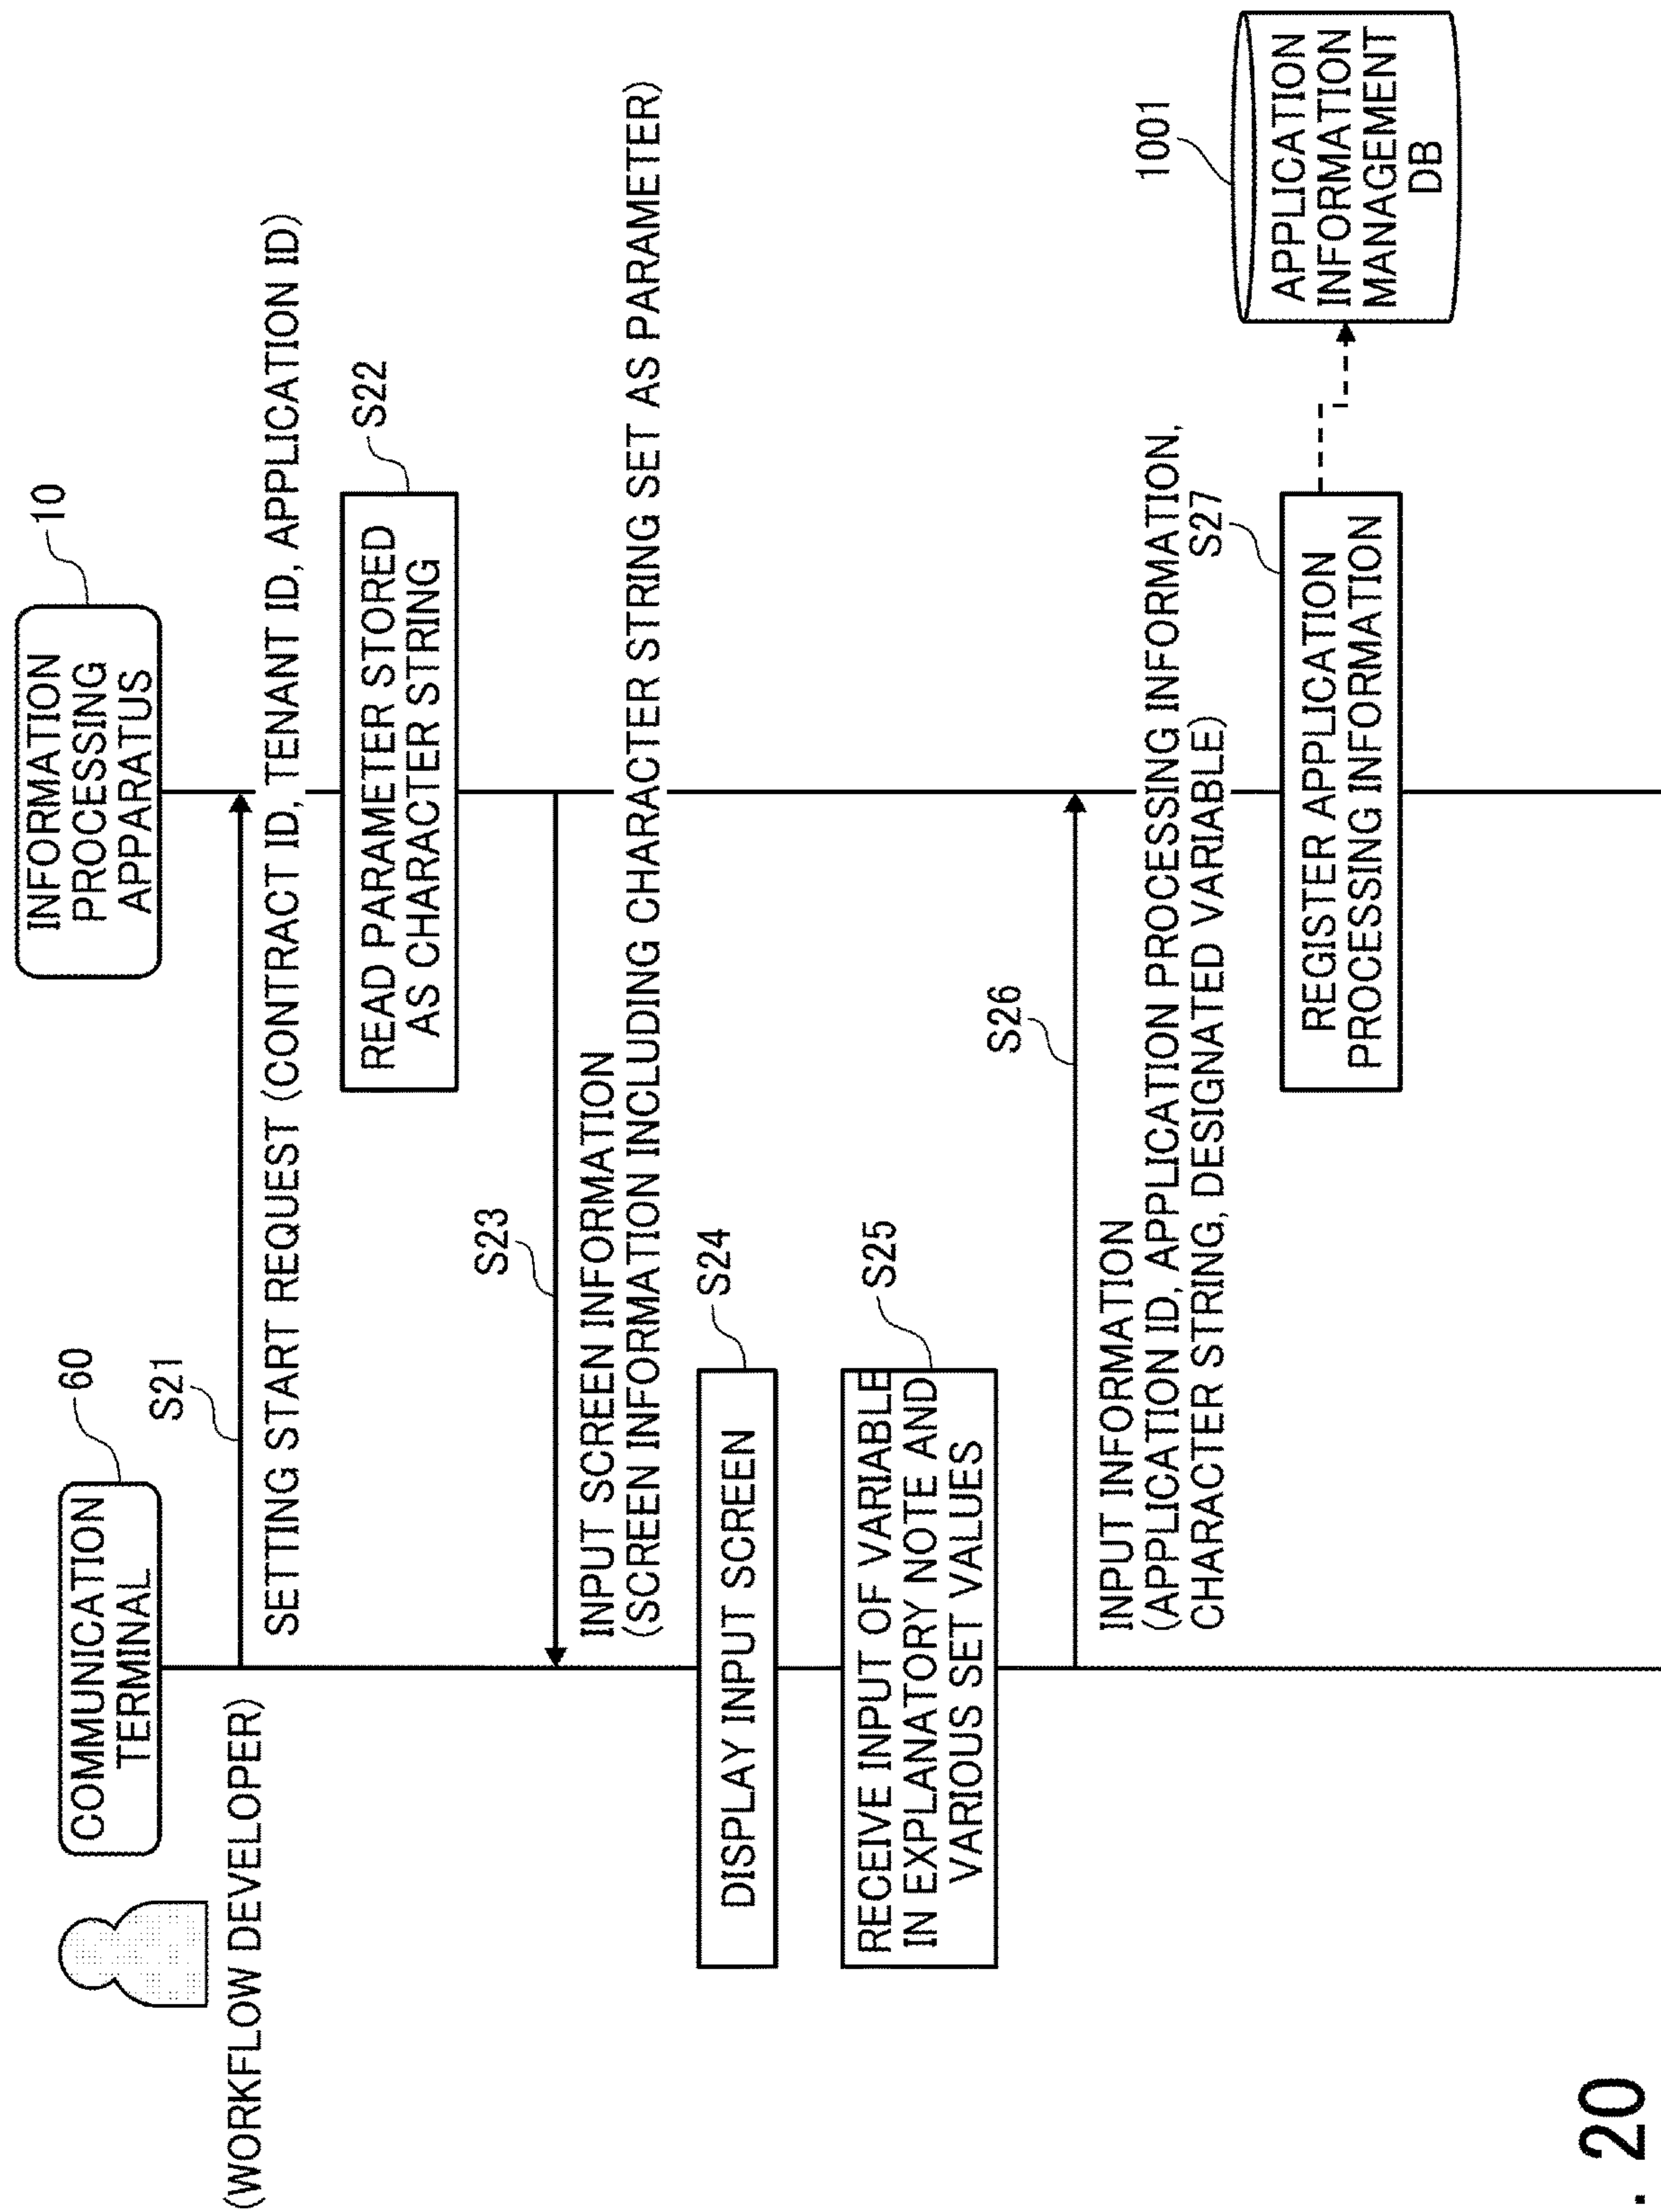 (WORKFLOW DEVELOPER)
COMMUNICATION
TERMINAL
60
INFORMATION
PROCESSING
APPARATUS
10
S21
SETTING START REQUEST (CONTRACT ID, TENANT ID, APPLICATION ID)
S22
READ PARAMETER STORED
AS CHARACTER STRING
S23
INPUT SCREEN INFORMATION
(SCREEN INFORMATION INCLUDING CHARACTER STRING SET AS PARAMETER)
S24
DISPLAY INPUT SCREEN
S25
RECEIVE INPUT OF VARIABLE
IN EXPLANATORY NOTE AND
VARIOUS SET VALUES
S26
INPUT INFORMATION
(APPLICATION ID, APPLICATION PROCESSING INFORMATION,
CHARACTER STRING, DESIGNATED VARIABLE)
S27
REGISTER APPLICATION
PROCESSING INFORMATION
1001
APPLICATION
INFORMATION
MANAGEMENT
DB
. 20